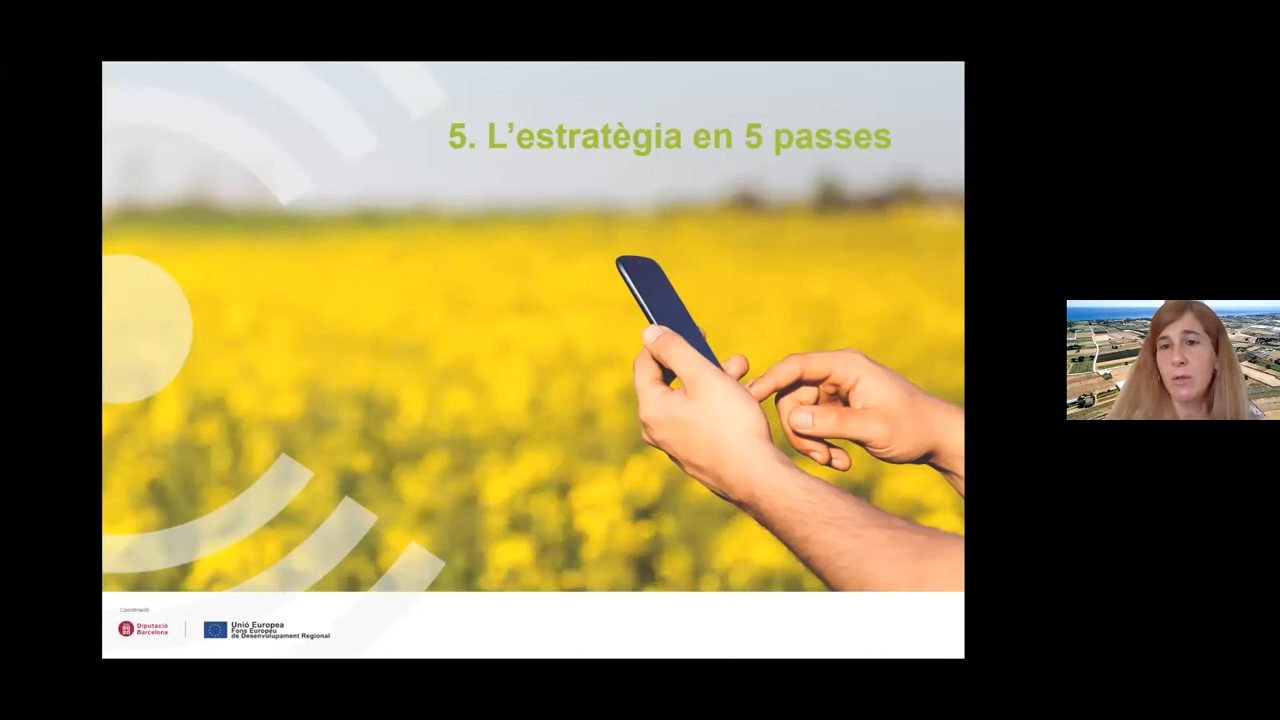 5. L'estratègia en 5 passes
Coordinació
Diputació
Barcelona
Unió Europea
Fons Europeu
de Desenvolupament Regional